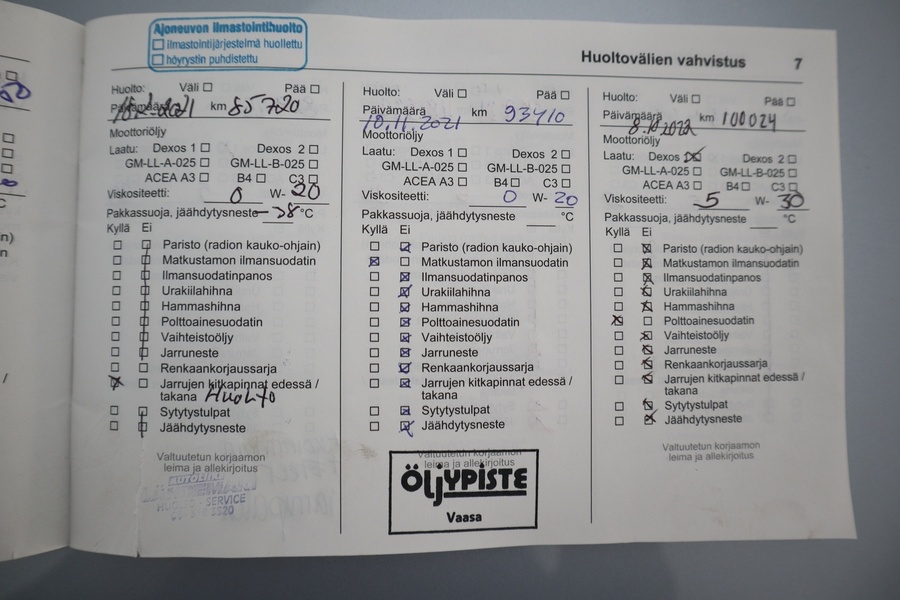 Ajoneuvon ilmastointihuolto
ilmastointijärjestelmä huollettu
höyrystin puhdistettu
Huoltovälien vahvistus 7
Huolto: Väli Pää
Päivämäärä 2021 km 85720
Moottoriöljy
Laatu: Dexos 1 Dexos 2
GM-LL-A-025 GM-LL-B-025
ACEA A3 B4 C3
Viskositeetti: 0 W- 20
Pakkassuoja, jäähdytysneste -38 °C
Kyllä Ei
Paristo (radion kauko-ohjain)
Matkustamon ilmansuodatin
Ilmansuodatinpanos
Urakiilahihna
Hammashihna
Polttoainesuodatin
Vaihteistoöljy
Jarruneste
Renkaankorjaussarja
Jarrujen kitkapinnat edessä /
takana HUOLTO
Sytytystulpat
Jäähdytysneste
Valtuutetun korjaamon
leima ja allekirjoitus
SERVICE
Huolto: Väli Pää
Päivämäärä km 93410
10.11.2021
Moottoriöljy
Laatu: Dexos 1 Dexos 2
GM-LL-A-025 GM-LL-B-025
ACEA A3 B4 C3
Viskositeetti: 0 W- 20
Pakkassuoja, jäähdytysneste °C
Kyllä Ei
Paristo (radion kauko-ohjain)
Matkustamon ilmansuodatin
Ilmansuodatinpanos
Urakiilahihna
Hammashihna
Polttoainesuodatin
Vaihteistoöljy
Jarruneste
Renkaankorjaussarja
Jarrujen kitkapinnat edessä /
takana
Sytytystulpat
Jäähdytysneste
Valtuutetun korjaamon
leima ja allekirjoitus
ÖljYPISTE
Vaasa
Huolto: Väli Pää
Päivämäärä km 100024
8.10.2022
Moottoriöljy
Laatu: Dexos Dexos 2
GM-LL-A-025 GM-LL-B-025
ACEA A3 B4 C3
Viskositeetti: 5 W- 30
Pakkassuoja, jäähdytysneste °C
Kyllä Ei
Paristo (radion kauko-ohjain)
Matkustamon ilmansuodatin
Ilmansuodatinpanos
Urakiilahihna
Hammashihna
Polttoainesuodatin
Vaihteistoöljy
Jarruneste
Renkaankorjaussarja
Jarrujen kitkapinnat edessä /
takana
Sytytystulpat
Jäähdytysneste
Valtuutetun korjaamon
leima ja allekirjoitus